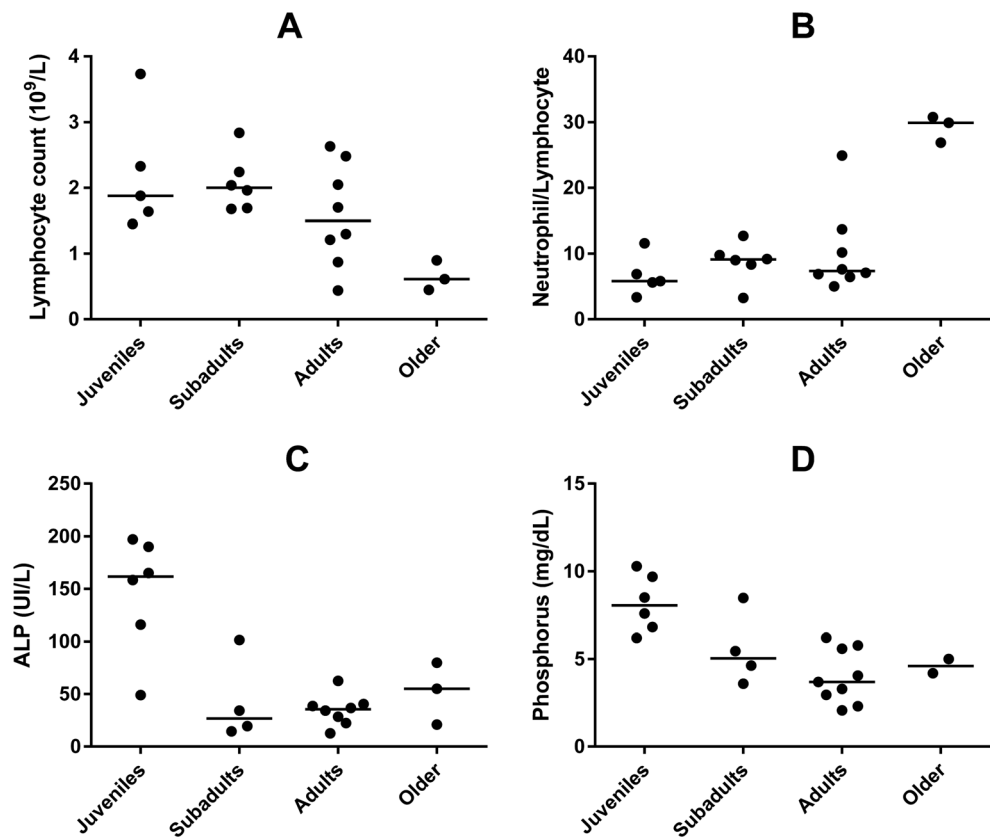 A
Lymphocyte count (10⁹/L)
4
3
2
1
0
Juveniles
Subadults
Adults
Older
B
Neutrophil/Lymphocyte
40
30
20
10
0
Juveniles
Subadults
Adults
Older
C
ALP (UI/L)
250
200
150
100
50
0
Juveniles
Subadults
Adults
Older
D
Phosphorus (mg/dL)
15
10
5
0
Juveniles
Subadults
Adults
Older